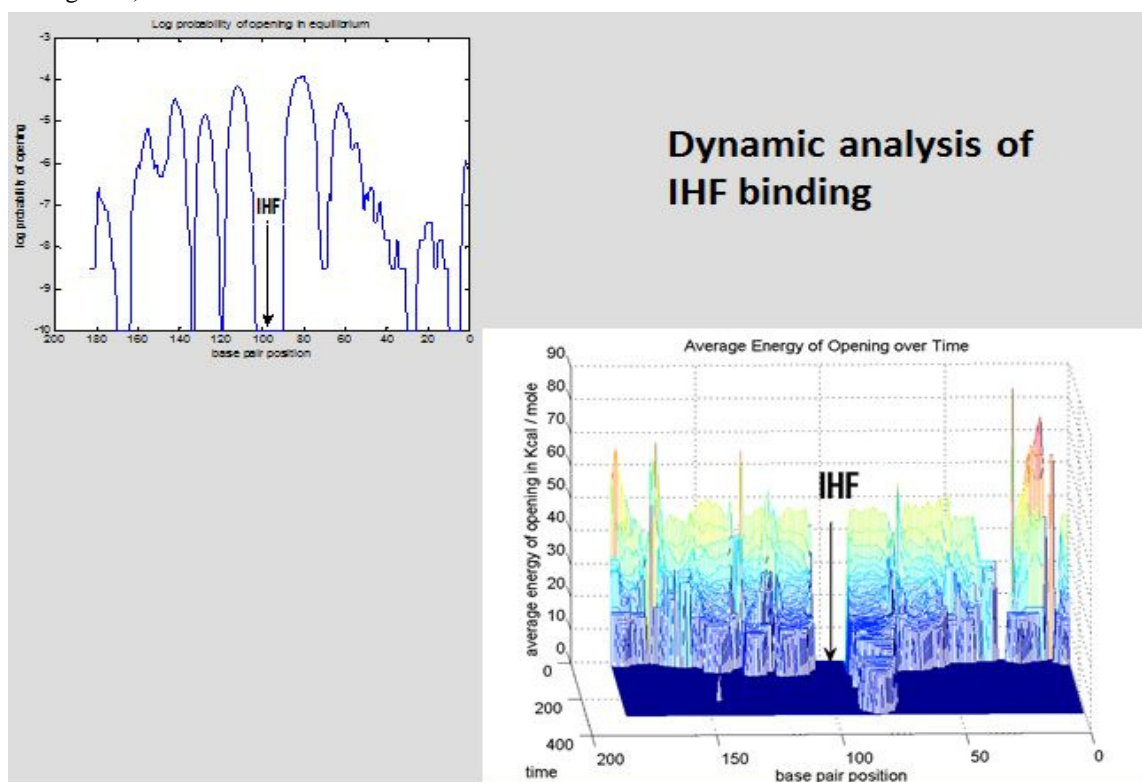 Log probability of opening in equilibrium
-3
-4
-5
-6
-7
-8
-9
-10
log probability of opening
IHF
200 180 160 140 120 100 80 60 40 20 0
base pair position
Dynamic analysis of
IHF binding
Average Energy of Opening over Time
90
80
70
60
50
40
30
20
10
0
average energy of opening in Kcal / mole
IHF
0
200
400
time
200 150 100 50 0
base pair position